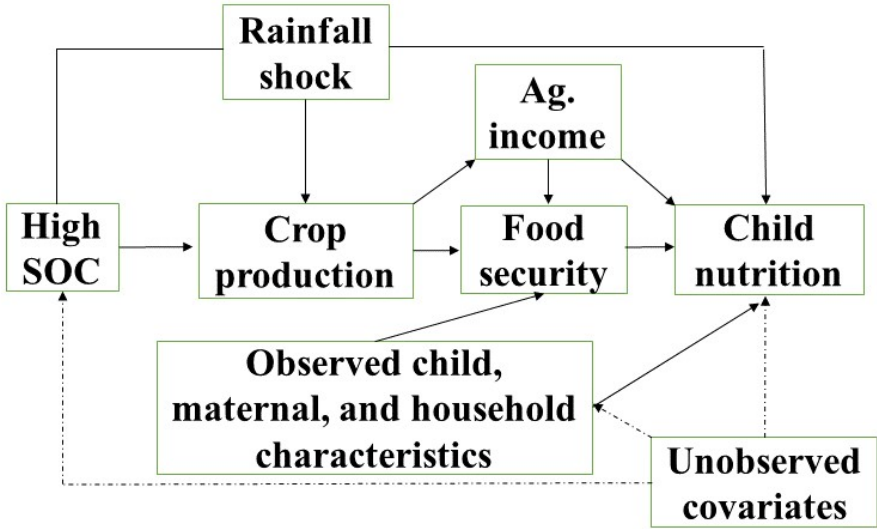 Rainfall
shock
Ag.
income
High
SOC
Crop
production
Food
security
Child
nutrition
Observed child,
maternal, and household
characteristics
Unobserved
covariates